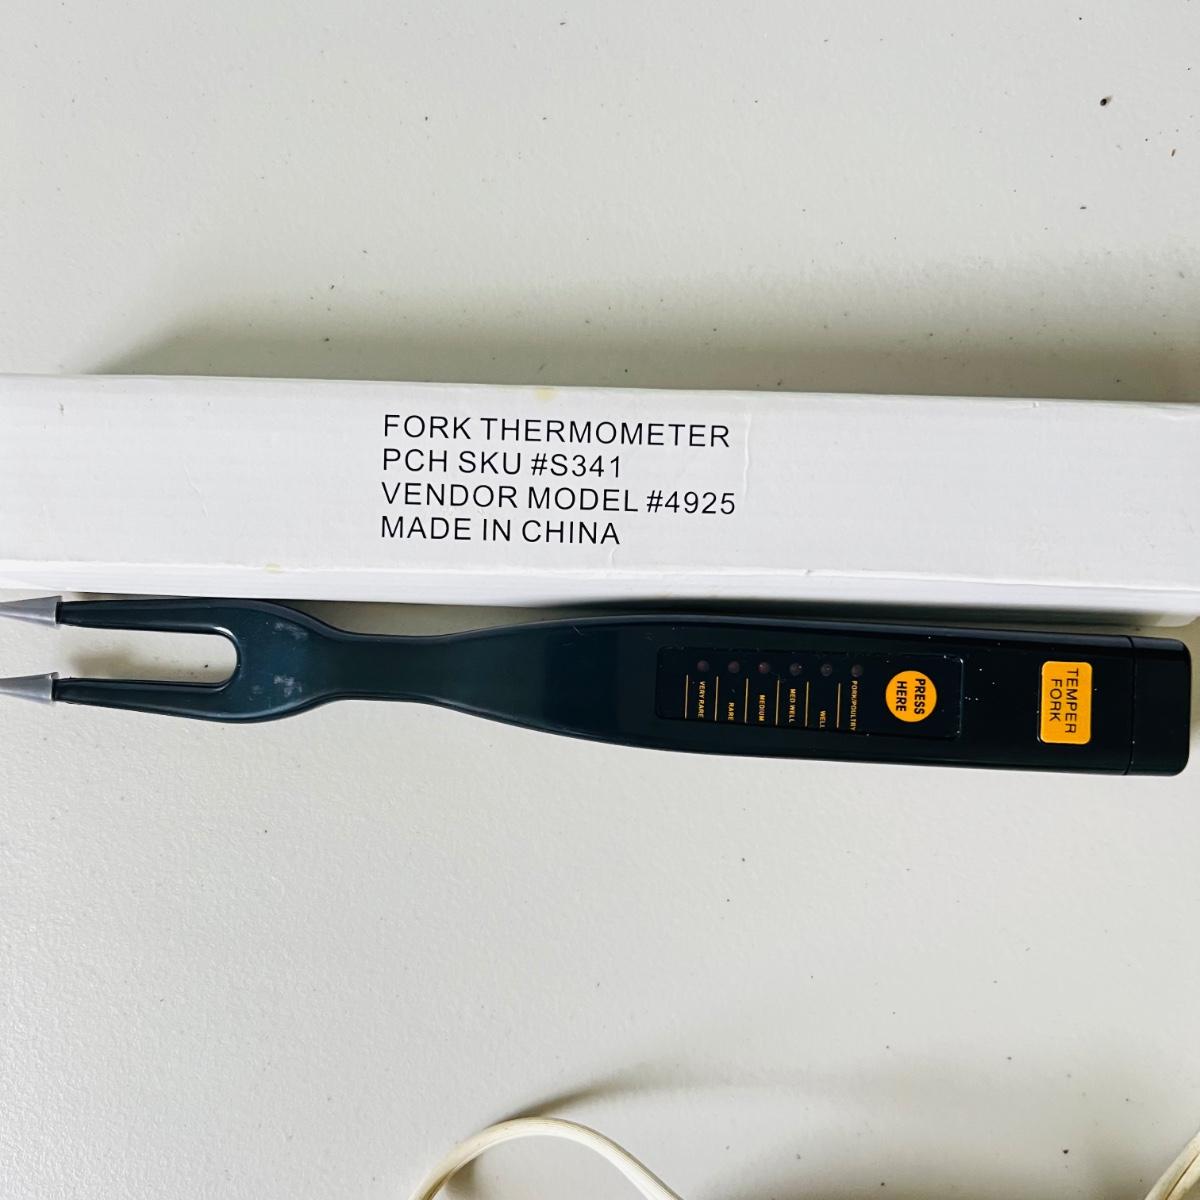 FORK THERMOMETER
PCH SKU #S341
VENDOR MODEL #4925
MADE IN CHINA
VERY RARE
RARE
MEDIUM
MED WELL
WELL
PORK/POULTRY
PRESS
HERE
TEMPER
FORK